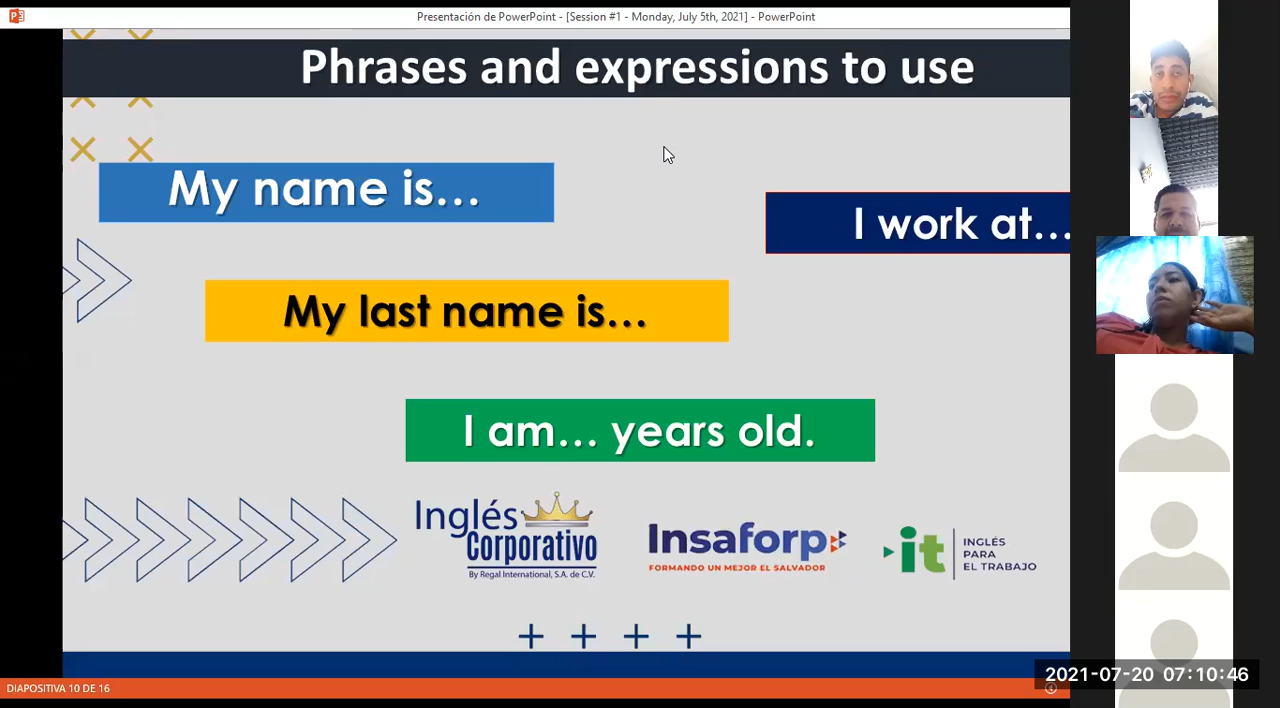 Presentación de PowerPoint - [Session #1 - Monday, July 5th, 2021] - PowerPoint
Phrases and expressions to use
My name is...
I work at...
My last name is...
I am... years old.
Inglés
Corporativo
By Regal International, S.A. de C.V.
Insaforp
FORMANDO UN MEJOR EL SALVADOR
it
INGLÉS
PARA
EL TRABAJO
2021-07-20 07:10:46
DIAPOSITIVA 10 DE 16